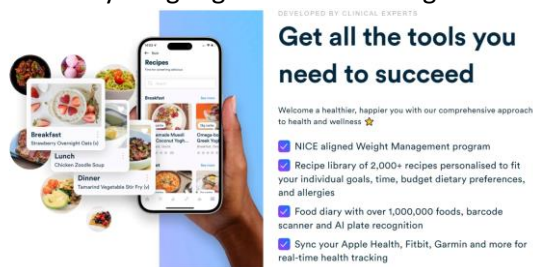 DEVELOPED BY CLINICAL EXPERTS
Get all the tools you
need to succeed
Welcome a healthier, happier you with our comprehensive approach
to health and wellness
NICE aligned Weight Management program
Recipe library of 2,000+ recipes personalised to fit
your individual goals, time, budget dietary preferences,
and allergies
Food diary with over 1,000,000 foods, barcode
scanner and AI plate recognition
Sync your Apple Health, Fitbit, Garmin and more for
real-time health tracking
Recipes
Breakfast
Breakfast
Strawberry Overnight Oats (v)
Lunch
Chicken Zoodle Soup
Dinner
Tamarind Vegetable Stir Fry (v)